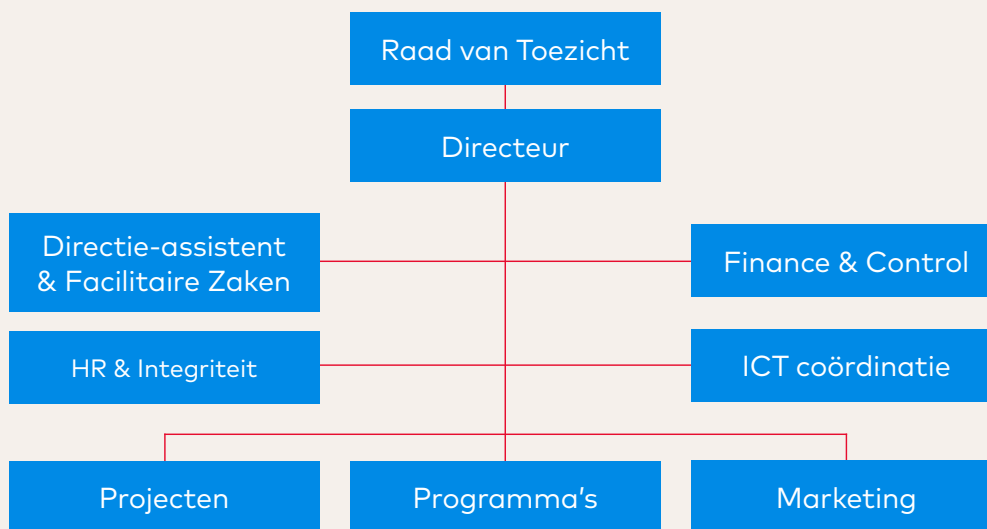 Raad van Toezicht
Directeur
Directie-assistent
& Facilitaire Zaken
Finance & Control
HR & Integriteit
ICT coördinatie
Projecten
Programma's
Marketing